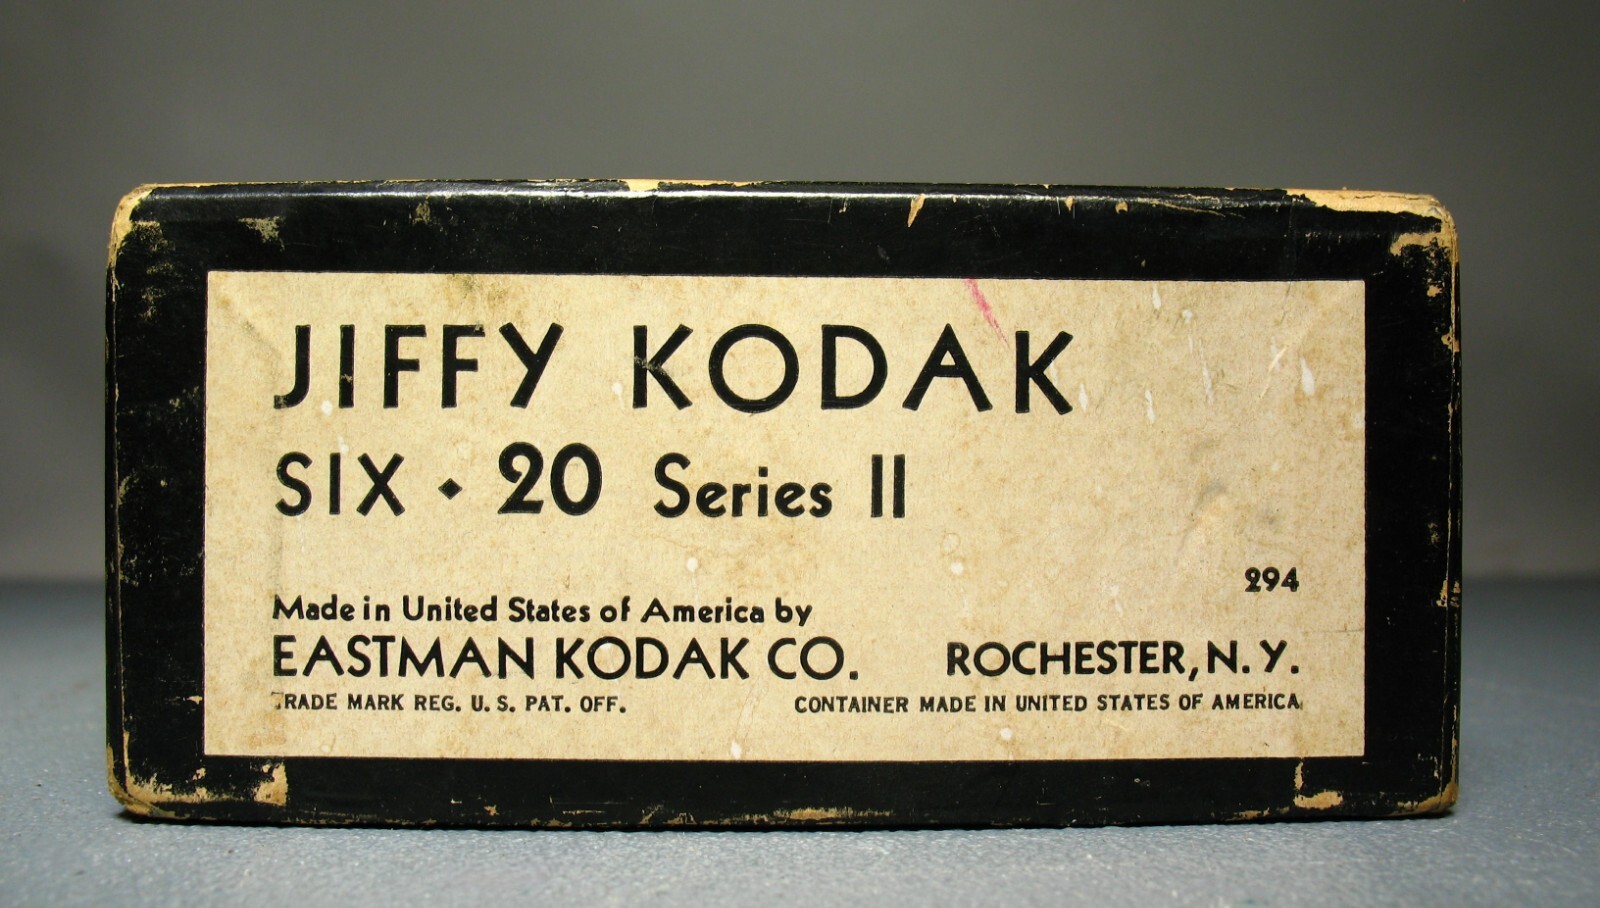 JIFFY KODAK
SIX · 20 Series II
294
Made in United States of America by
EASTMAN KODAK CO. ROCHESTER, N. Y.
TRADE MARK REG. U. S. PAT. OFF. CONTAINER MADE IN UNITED STATES OF AMERICA